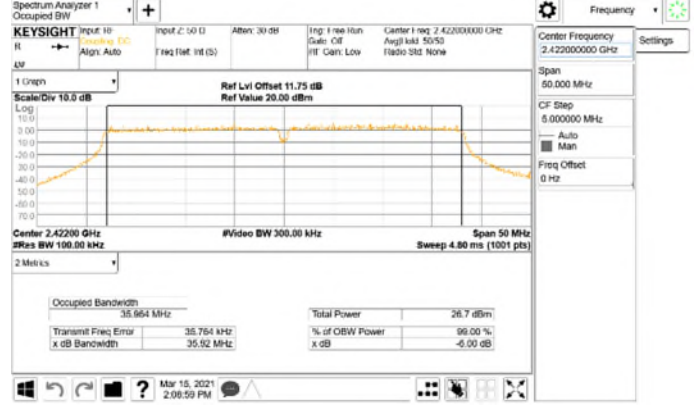 Spectrum Analyzer 1
Occupied BW
+
Frequency
KEYSIGHT
R
Align: Auto
Input Z: 50 Ω
Freq Ref: Int (S)
Atten: 30 dB
Trig: Free Run
Gate: Off
IF Gain: Low
Center Freq: 2.422000000 GHz
Avg|Hold: 50/50
Radio Std: None
Center Frequency
2.422000000 GHz
Settings
Span
50.000 MHz
CF Step
5.000000 MHz
Auto
Man
Freq Offset
0 Hz
1 Graph
Scale/Div 10.0 dB
Ref Lvl Offset 11.75 dB
Ref Value 20.00 dBm
Log
10.0
0.00
-10.0
-20.0
-30.0
-40.0
-50.0
-60.0
-70.0
Center 2.42200 GHz
#Video BW 300.00 kHz
Span 50 MHz
#Res BW 100.00 kHz
Sweep 4.80 ms (1001 pts)
2 Metrics
Occupied Bandwidth
35.964 MHz
Total Power
26.7 dBm
Transmit Freq Error
35.764 kHz
% of OBW Power
99.00 %
x dB Bandwidth
35.92 MHz
x dB
-6.00 dB
?
Mar 15, 2021
2:08:59 PM